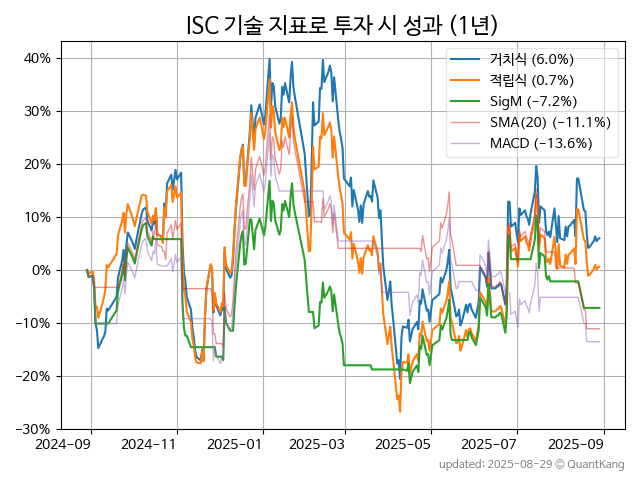 ISC 기술 지표로 투자 시 성과 (1년)
40%
30%
20%
10%
0%
−10%
−20%
−30%
거치식 (6.0%)
적립식 (0.7%)
SigM (−7.2%)
SMA(20) (−11.1%)
MACD (−13.6%)
2024-09 2024-11 2025-01 2025-03 2025-05 2025-07 2025-09
updated: 2025-08-29 ⓒ QuantKang